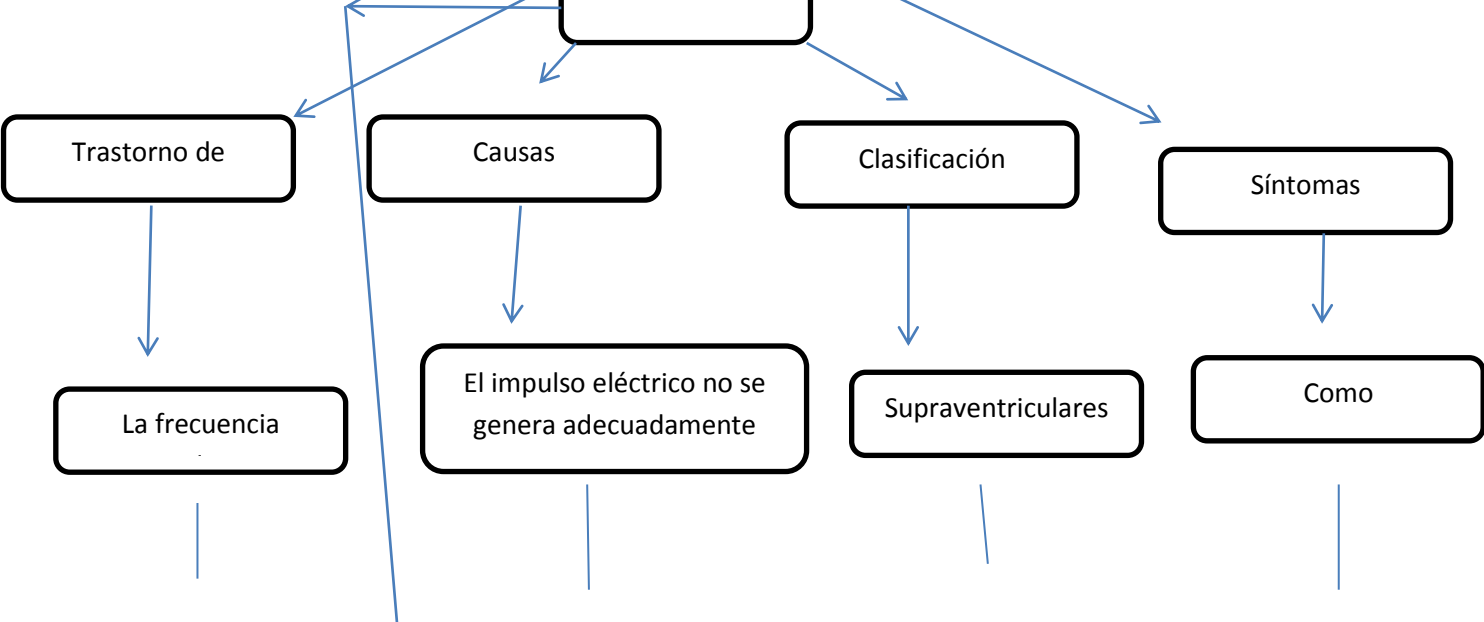 Trastorno de
Causas
Clasificación
Síntomas
La frecuencia
El impulso eléctrico no se
genera adecuadamente
Supraventriculares
Como